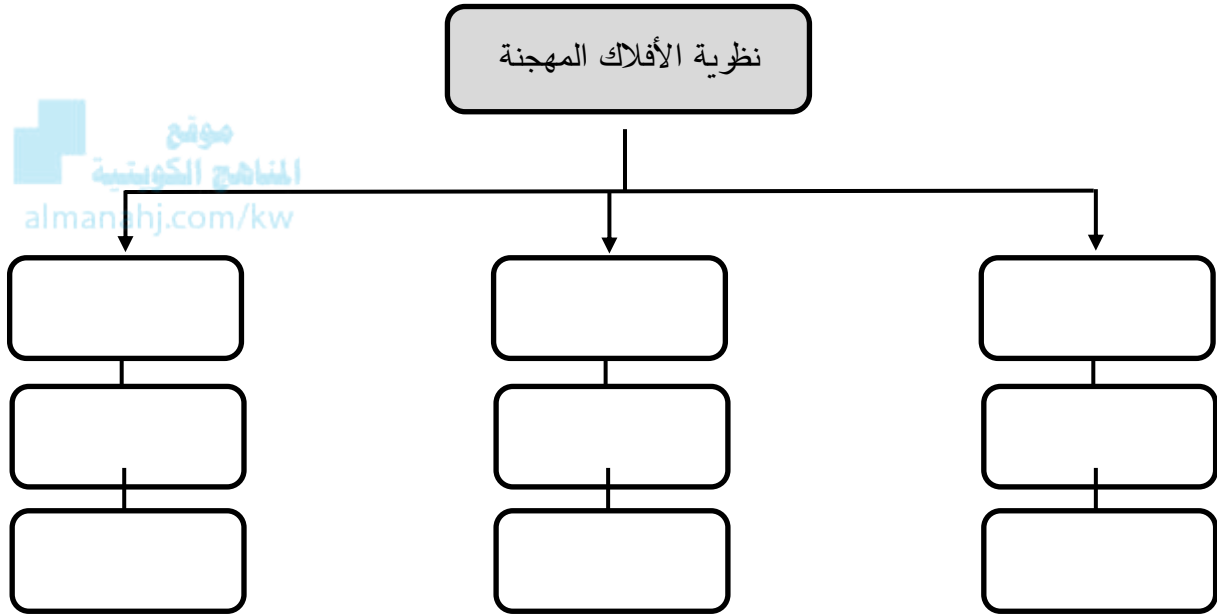 نظرية الأفلاك المهجنة
موقع
المناهج الكويتية
almanahj.com/kw